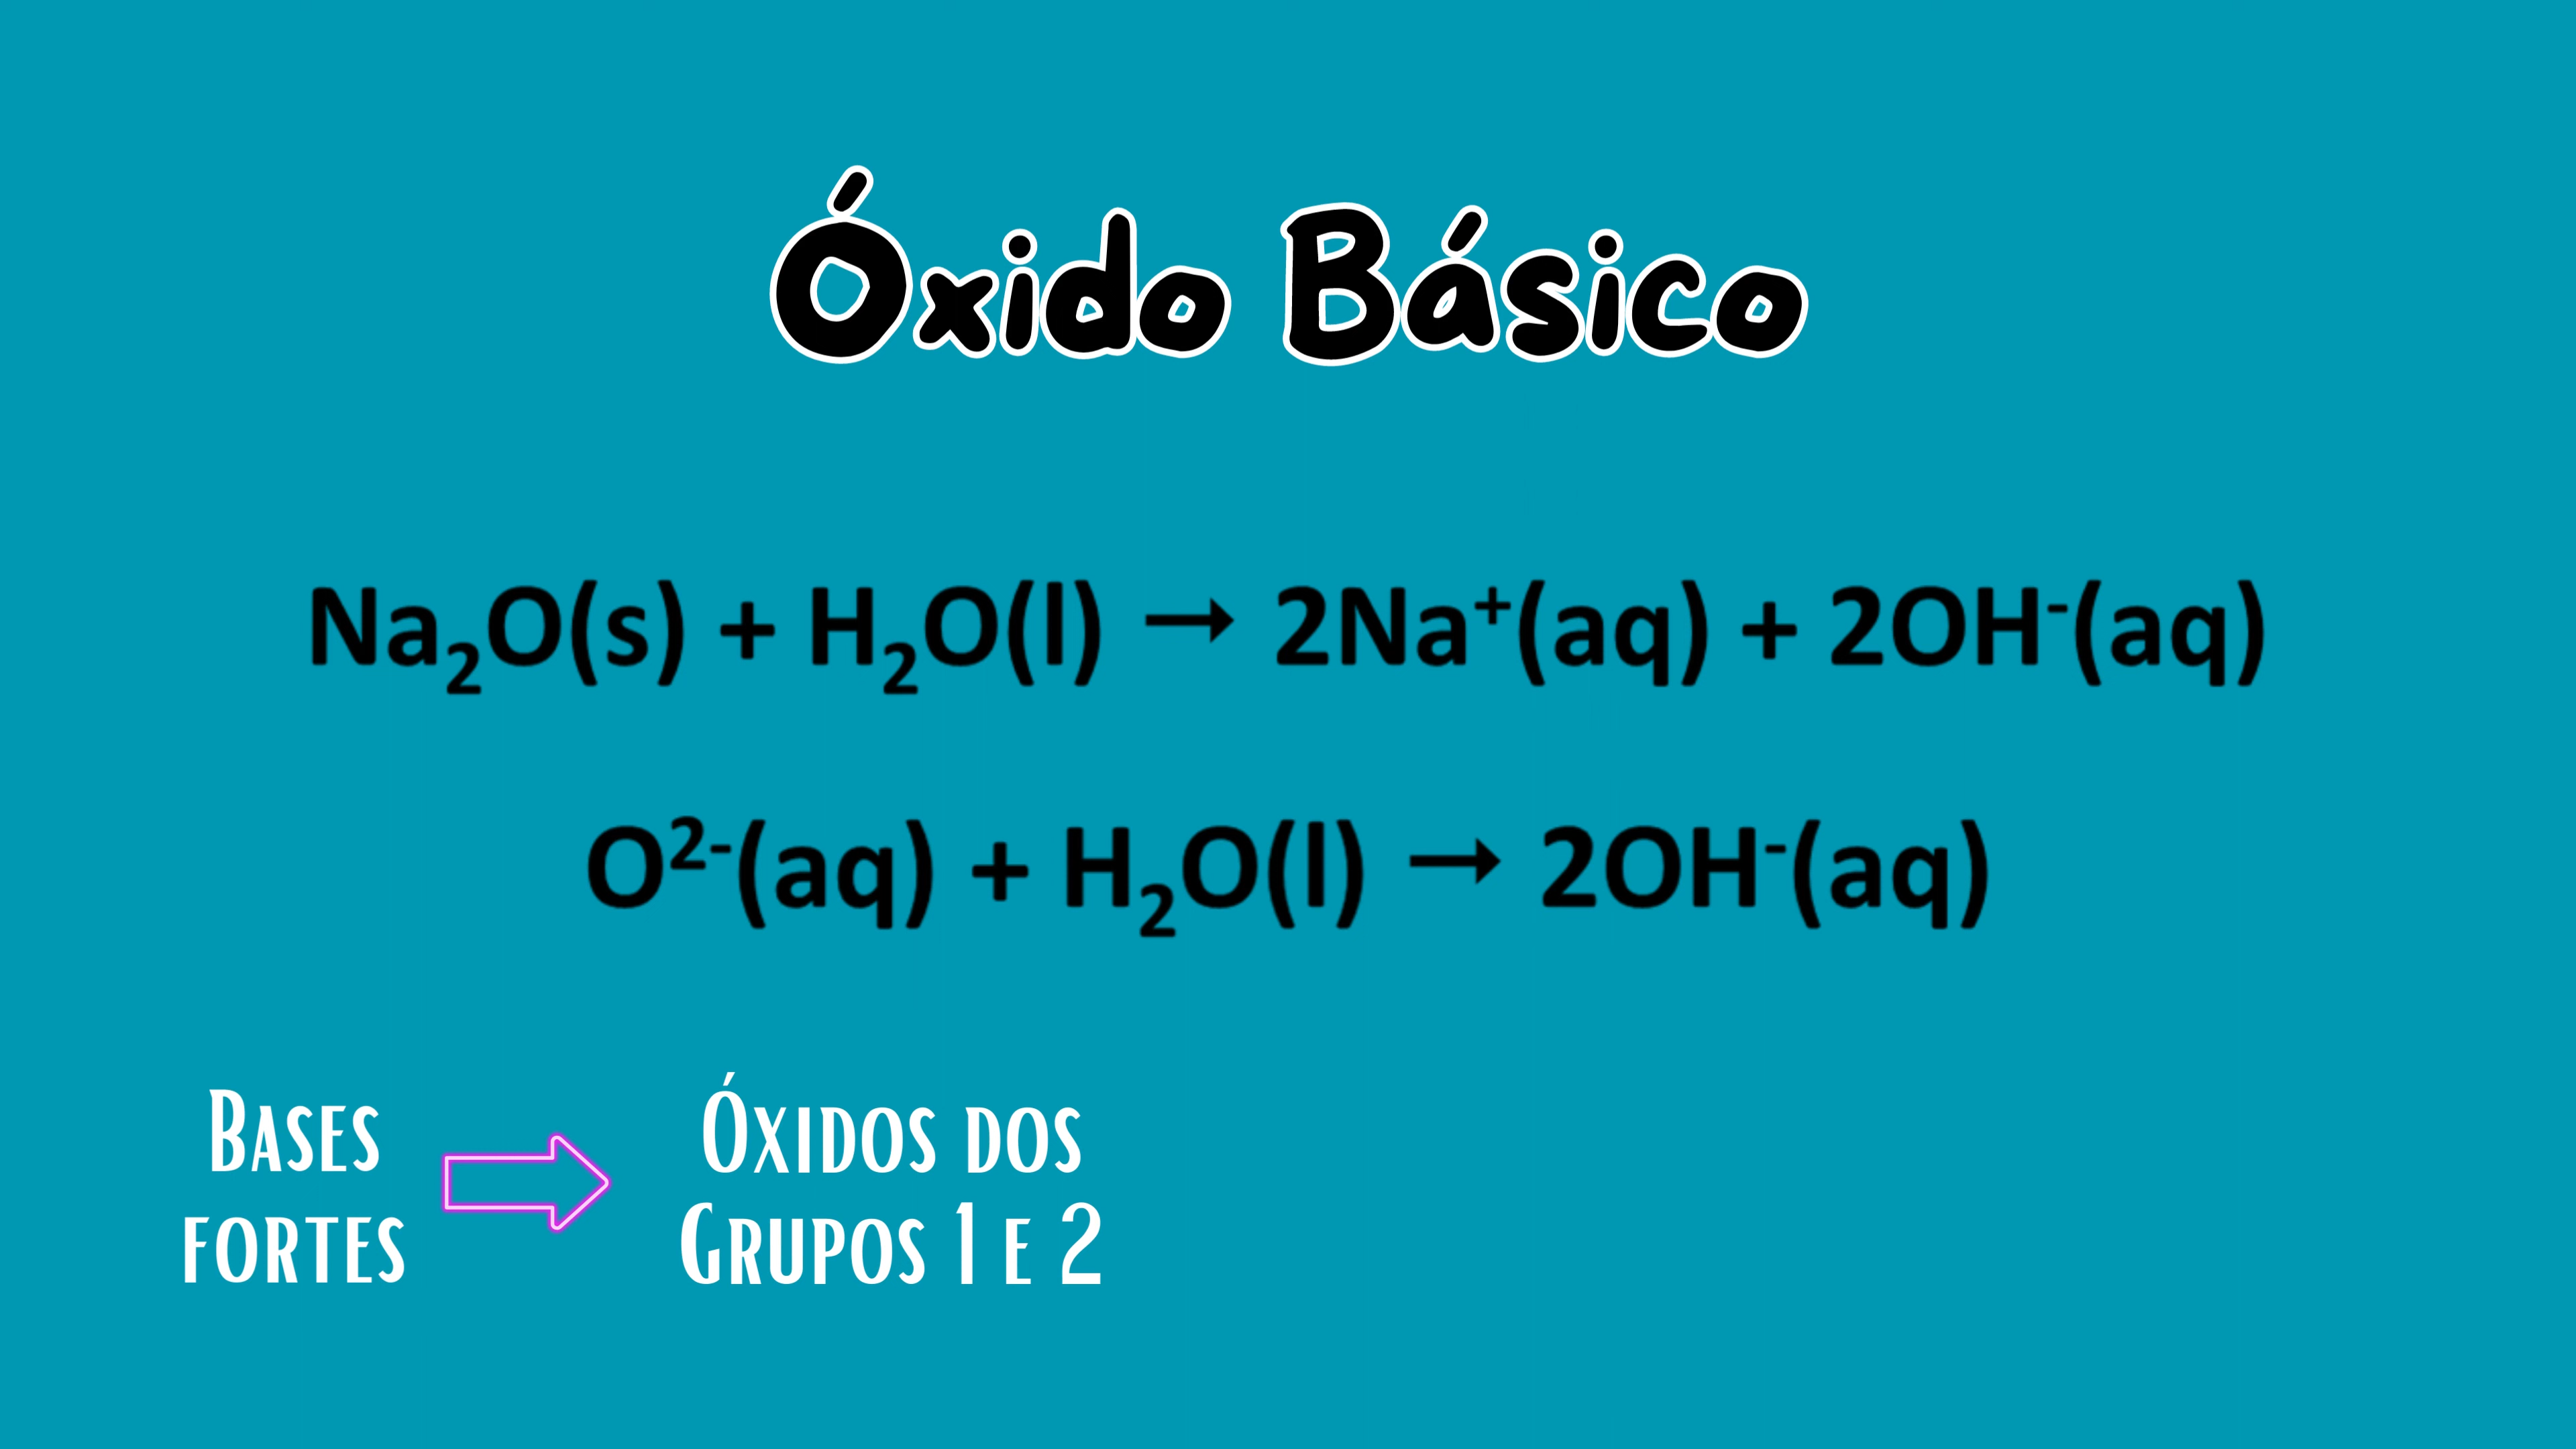 Óxido Básico
Na₂O(s) + H₂O(l) → 2Na⁺(aq) + 2OH⁻(aq)
O²⁻(aq) + H₂O(l) → 2OH⁻(aq)
Bases
fortes
Óxidos dos
Grupos 1 e 2